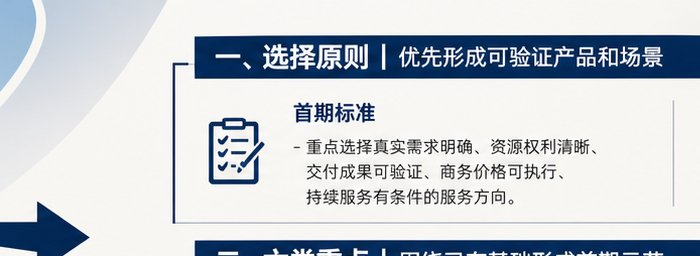 一、选择原则 | 优先形成可验证产品和场景
首期标准
- 重点选择真实需求明确、资源权利清晰、
交付成果可验证、商务价格可执行、
持续服务有条件的服务方向。